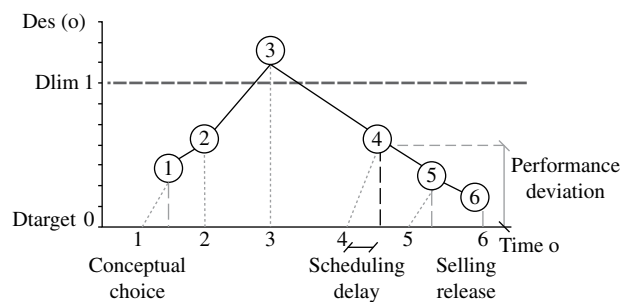 Des (o)
3
Dlim 1
2
4
1
5
Performance
deviation
6
Dtarget 0
1 2 3 4 5 6 Time o
Conceptual
choice
Scheduling
delay
Selling
release